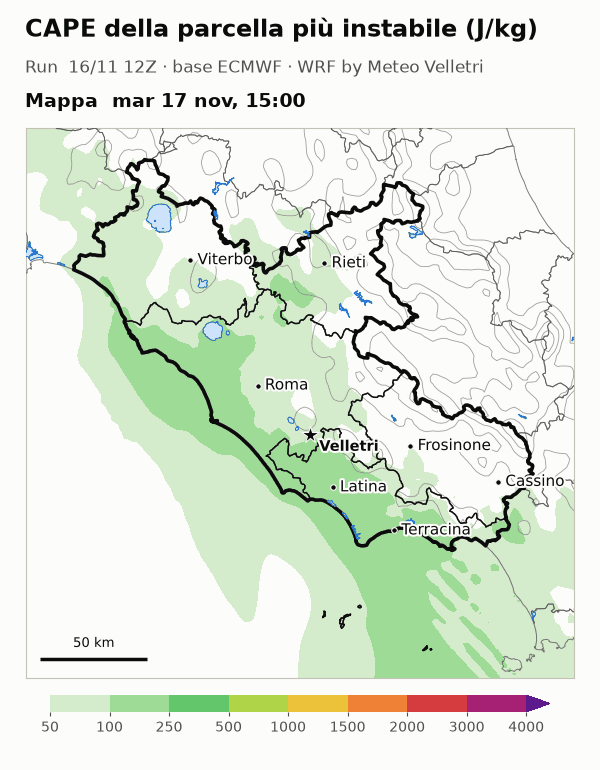 CAPE della parcella più instabile (J/kg)
Run  16/11 12Z · base ECMWF · WRF by Meteo Velletri
Mappa  mar 17 nov, 15:00
Viterbo
Rieti
Roma
Velletri
Frosinone
Latina
Cassino
Terracina
50 km
50 100 250 500 1000 1500 2000 3000 4000